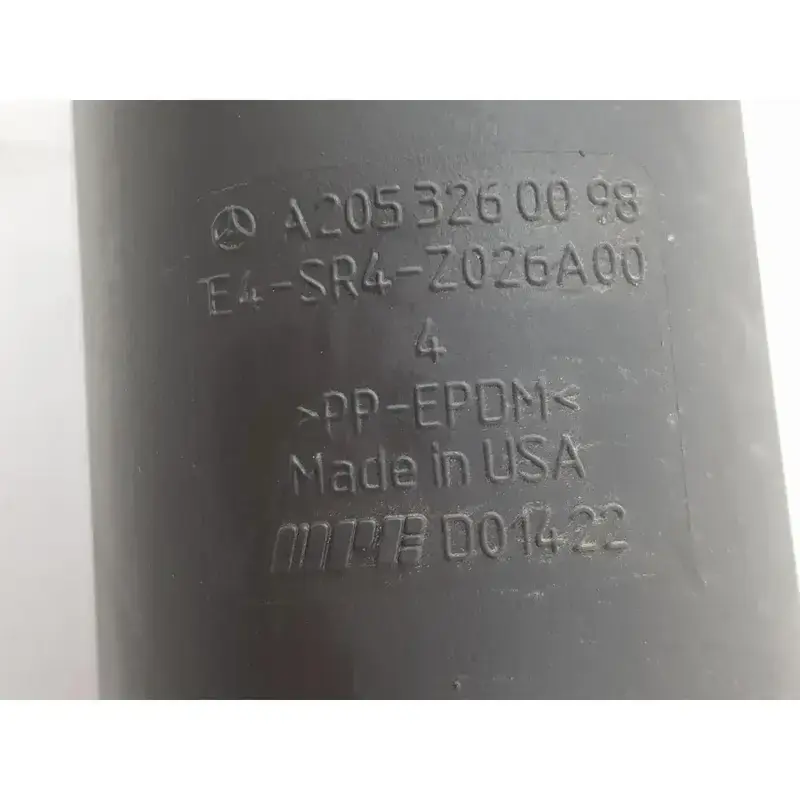 A205 326 00 98
E4-SR4-Z026A00
4
>PP-EPDM<
Made in USA
D01422